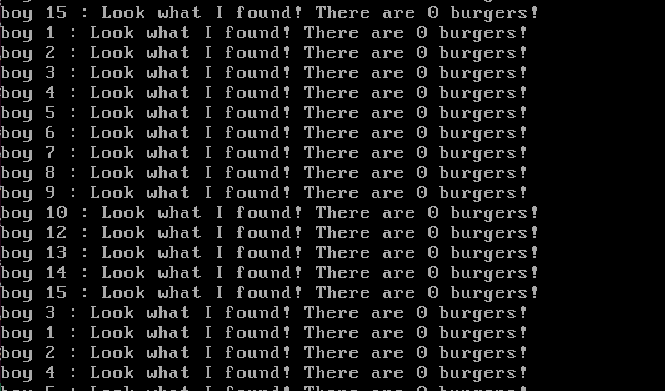 boy 15 : Look what I found! There are 0 burgers!
boy 1 : Look what I found! There are 0 burgers!
boy 2 : Look what I found! There are 0 burgers!
boy 3 : Look what I found! There are 0 burgers!
boy 4 : Look what I found! There are 0 burgers!
boy 5 : Look what I found! There are 0 burgers!
boy 6 : Look what I found! There are 0 burgers!
boy 7 : Look what I found! There are 0 burgers!
boy 8 : Look what I found! There are 0 burgers!
boy 9 : Look what I found! There are 0 burgers!
boy 10 : Look what I found! There are 0 burgers!
boy 12 : Look what I found! There are 0 burgers!
boy 13 : Look what I found! There are 0 burgers!
boy 14 : Look what I found! There are 0 burgers!
boy 15 : Look what I found! There are 0 burgers!
boy 3 : Look what I found! There are 0 burgers!
boy 1 : Look what I found! There are 0 burgers!
boy 2 : Look what I found! There are 0 burgers!
boy 4 : Look what I found! There are 0 burgers!
boy 5 : Look what I found! There are 0 burgers!